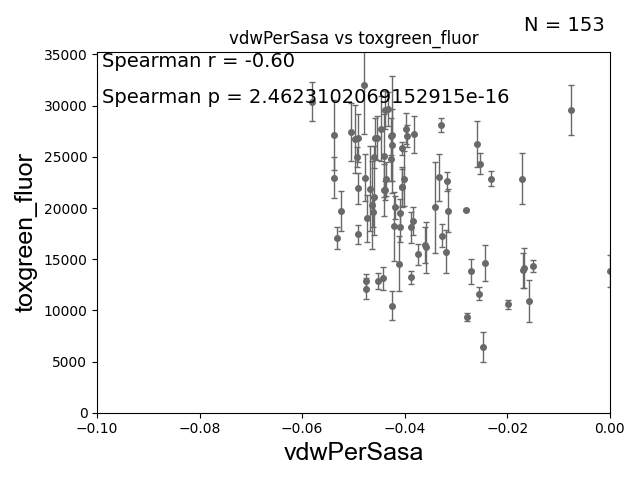 N = 153
vdwPerSasa vs toxgreen_fluor
Spearman r = -0.60
Spearman p = 2.4623102069152915e-16
toxgreen_fluor
35000
30000
25000
20000
15000
10000
5000
0
−0.10 −0.08 −0.06 −0.04 −0.02 0.00
vdwPerSasa